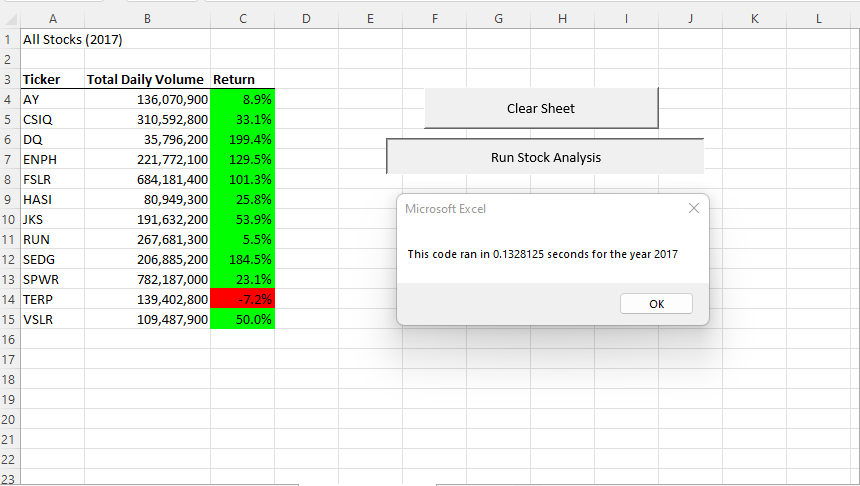 A B C D E F G H I J K L
1 All Stocks (2017)
2
3 Ticker Total Daily Volume Return
4 AY 136,070,900 8.9%
5 CSIQ 310,592,800 33.1%
6 DQ 35,796,200 199.4%
7 ENPH 221,772,100 129.5%
8 FSLR 684,181,400 101.3%
9 HASI 80,949,300 25.8%
10 JKS 191,632,200 53.9%
11 RUN 267,681,300 5.5%
12 SEDG 206,885,200 184.5%
13 SPWR 782,187,000 23.1%
14 TERP 139,402,800 -7.2%
15 VSLR 109,487,900 50.0%
16
17
18
19
20
21
22
23
Clear Sheet
Run Stock Analysis
Microsoft Excel
This code ran in 0.1328125 seconds for the year 2017
OK